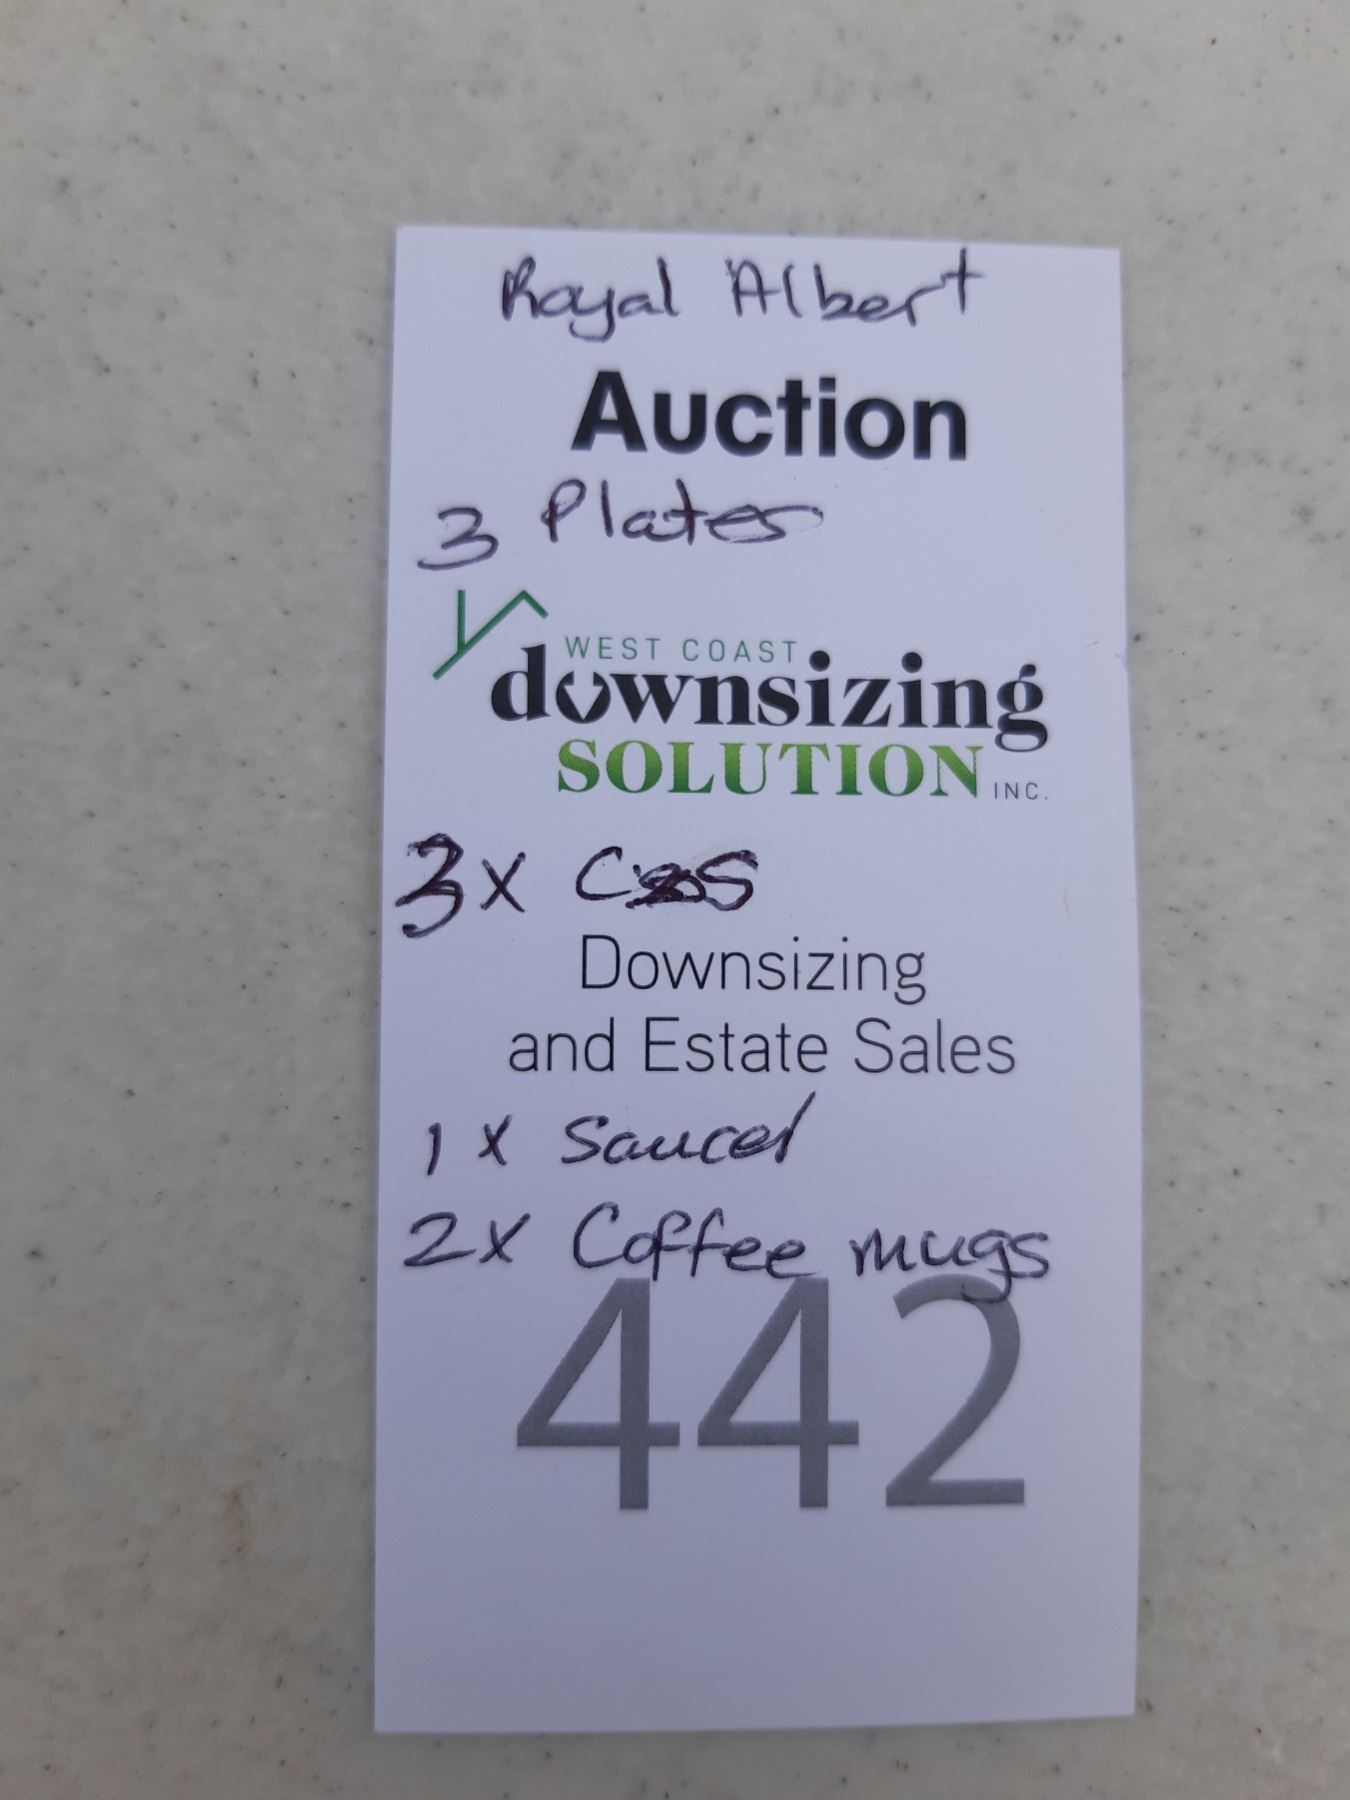 Royal Albert
Auction
3 Plates
WEST COAST
downsizing
SOLUTION INC.
3x C&S
Downsizing
and Estate Sales
1 x Saucer
2x Coffee mugs
442